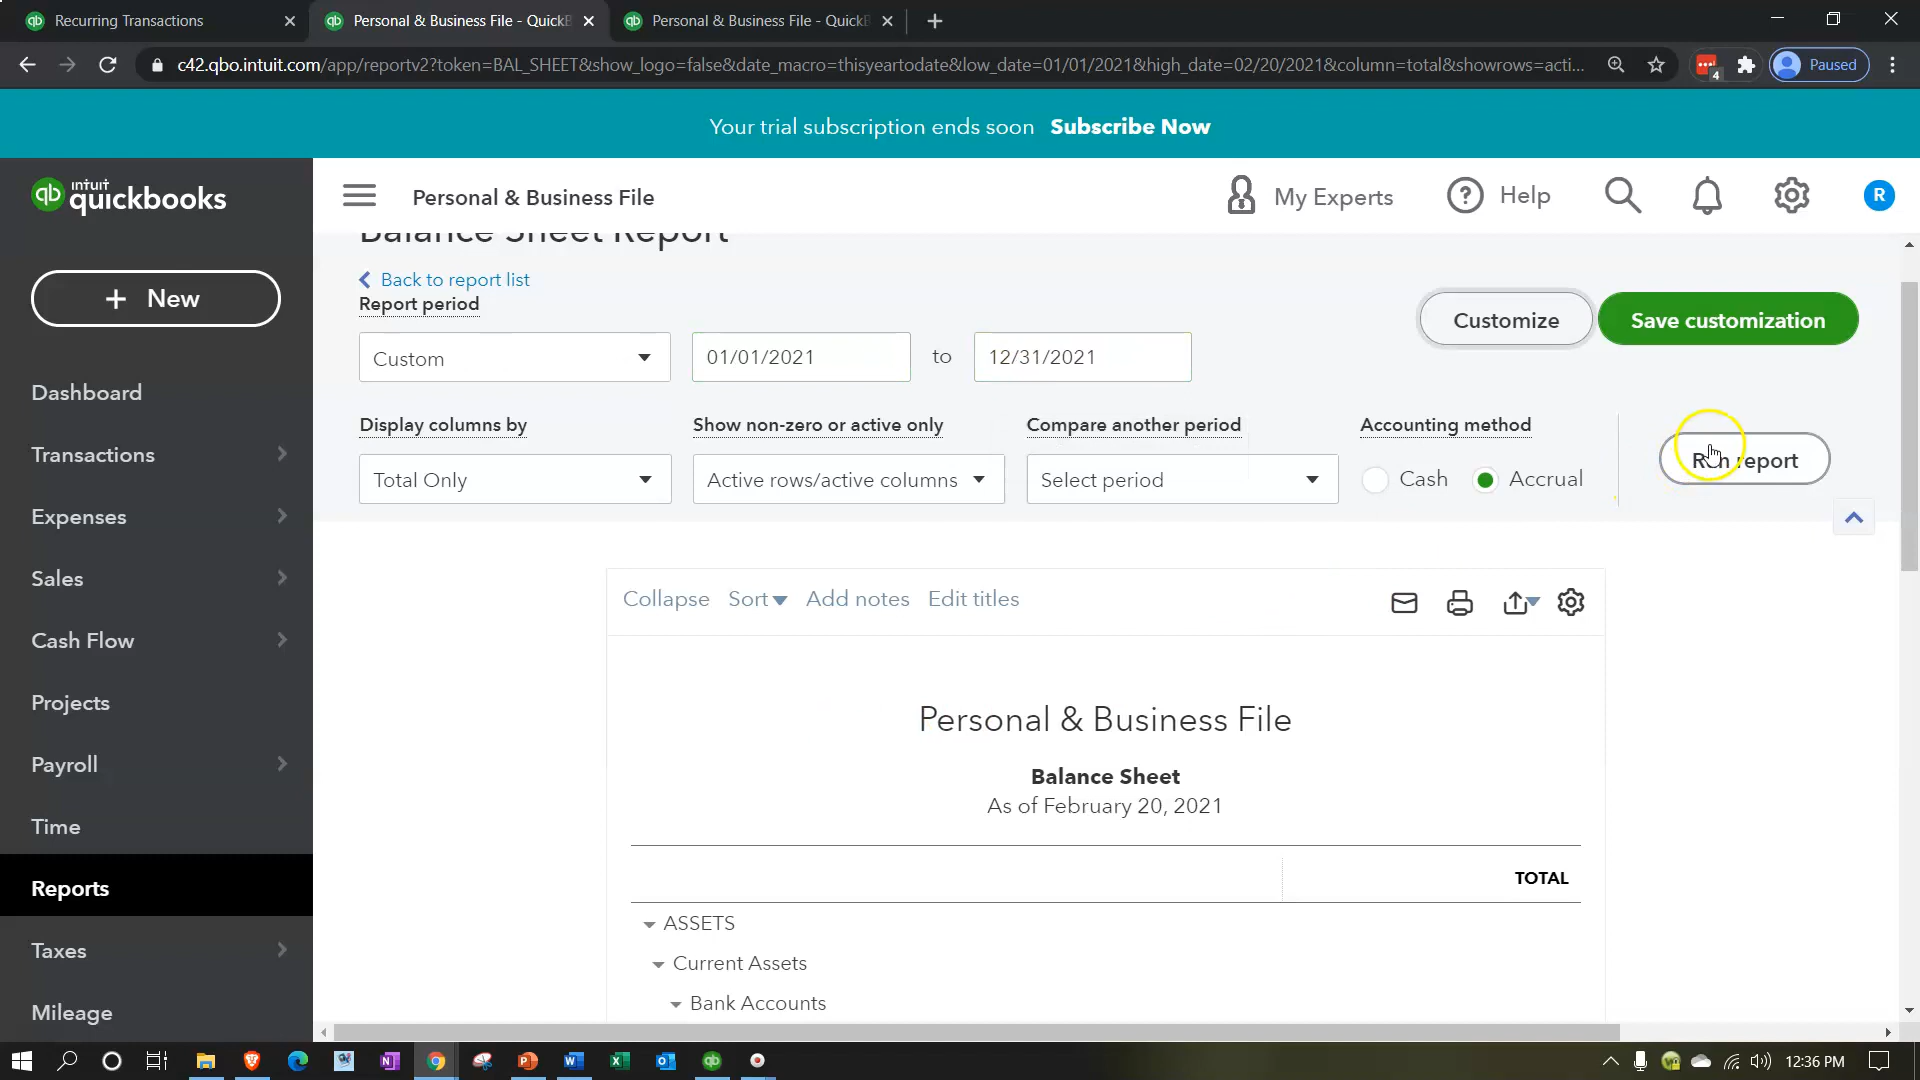 Recurring Transactions
Personal & Business File - QuickB
Personal & Business File - QuickB
c42.qbo.intuit.com/app/reportv2?token=BAL_SHEET&show_logo=false&date_macro=thisyeartodate&low_date=01/01/2021&high_date=02/20/2021&column=total&showrows=acti...
4
Paused
Your trial subscription ends soon Subscribe Now
intuit
quickbooks
Personal & Business File
My Experts
Help
R
+ New
Dashboard
Transactions
Expenses
Sales
Cash Flow
Projects
Payroll
Time
Reports
Taxes
Mileage
Balance Sheet Report
Back to report list
Report period
Customize
Save customization
Custom
01/01/2021 to 12/31/2021
Display columns by
Show non-zero or active only
Compare another period
Accounting method
Total Only
Active rows/active columns
Select period
Cash
Accrual
Run report
Collapse Sort Add notes Edit titles
Personal & Business File
Balance Sheet
As of February 20, 2021
TOTAL
ASSETS
Current Assets
Bank Accounts
12:36 PM